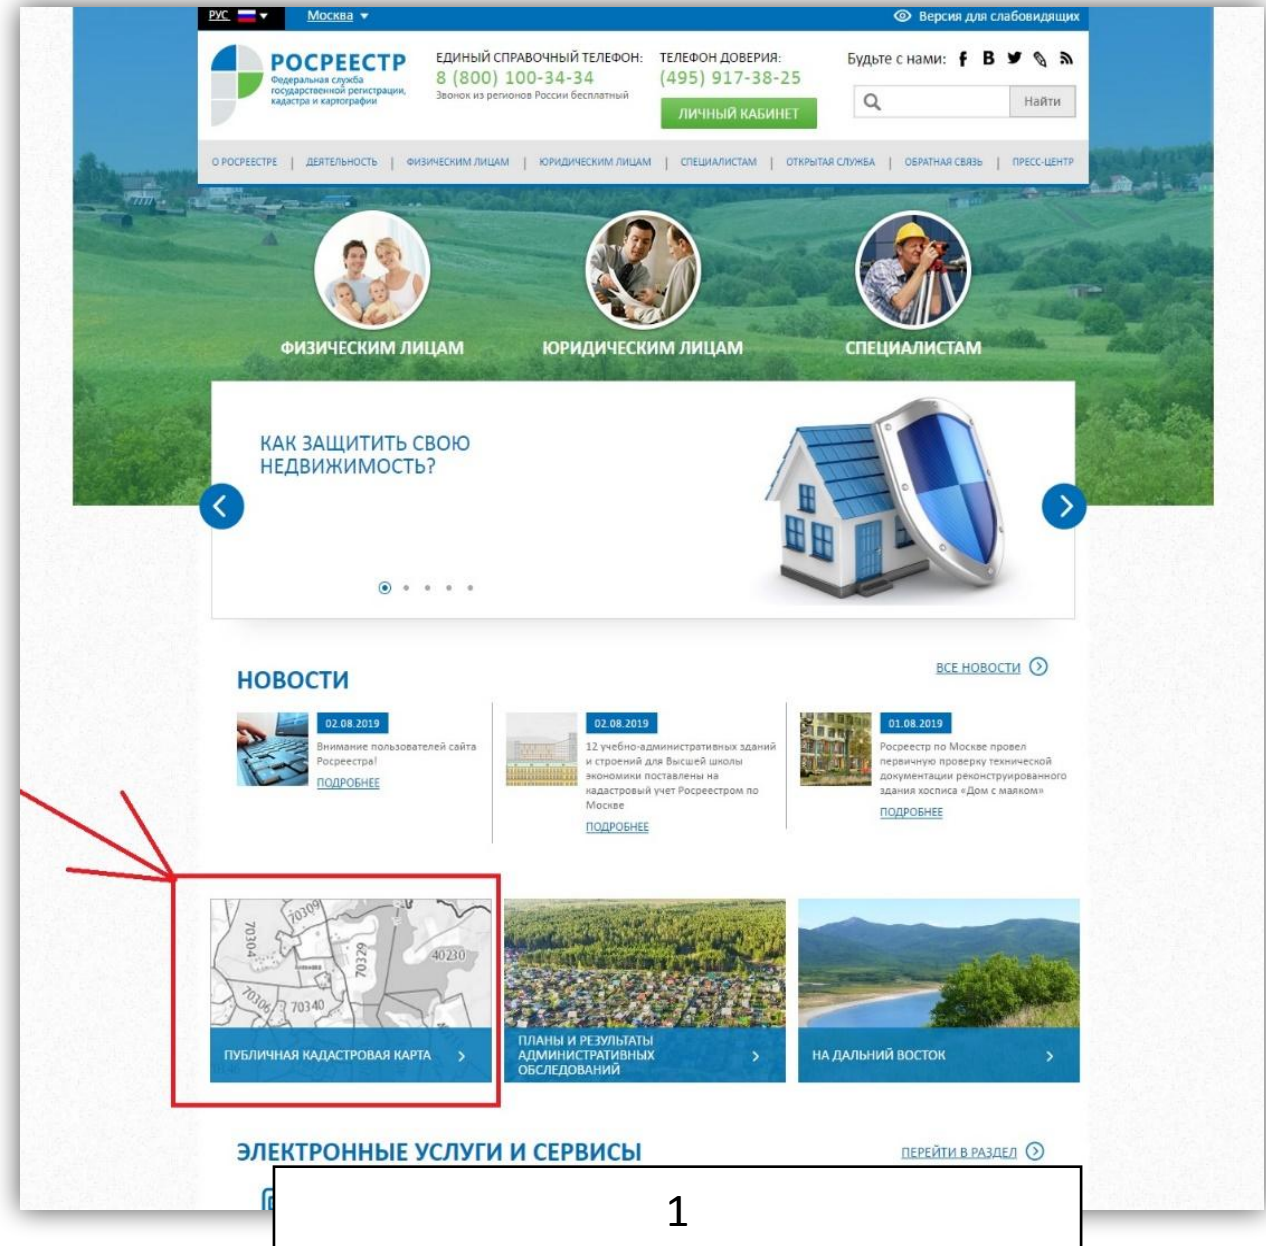 РУС
Москва
Версия для слабовидящих
РОСРЕЕСТР
Федеральная служба
государственной регистрации,
кадастра и картографии
ЕДИНЫЙ СПРАВОЧНЫЙ ТЕЛЕФОН:
8 (800) 100-34-34
Звонок из регионов России бесплатный
ТЕЛЕФОН ДОВЕРИЯ:
(495) 917-38-25
ЛИЧНЫЙ КАБИНЕТ
Будьте с нами:
Найти
О РОСРЕЕСТРЕ | ДЕЯТЕЛЬНОСТЬ | ФИЗИЧЕСКИМ ЛИЦАМ | ЮРИДИЧЕСКИМ ЛИЦАМ | СПЕЦИАЛИСТАМ | ОТКРЫТАЯ СЛУЖБА | ОБРАТНАЯ СВЯЗЬ | ПРЕСС-ЦЕНТР
ФИЗИЧЕСКИМ ЛИЦАМ
ЮРИДИЧЕСКИМ ЛИЦАМ
СПЕЦИАЛИСТАМ
КАК ЗАЩИТИТЬ СВОЮ
НЕДВИЖИМОСТЬ?
НОВОСТИ
ВСЕ НОВОСТИ
02.08.2019
Внимание пользователей сайта
Росреестра!
ПОДРОБНЕЕ
02.08.2019
12 учебно-административных зданий
и строений для Высшей школы
экономики поставлены на
кадастровый учет Росреестром по
Москве
ПОДРОБНЕЕ
01.08.2019
Росреестр по Москве провел
первичную проверку технической
документации реконструированного
здания хосписа «Дом с маяком»
ПОДРОБНЕЕ
70309
70304
70329
40230
70306
70340
ПУБЛИЧНАЯ КАДАСТРОВАЯ КАРТА
ПЛАНЫ И РЕЗУЛЬТАТЫ
АДМИНИСТРАТИВНЫХ
ОБСЛЕДОВАНИЙ
НА ДАЛЬНИЙ ВОСТОК
ЭЛЕКТРОННЫЕ УСЛУГИ И СЕРВИСЫ
ПЕРЕЙТИ В РАЗДЕЛ
1